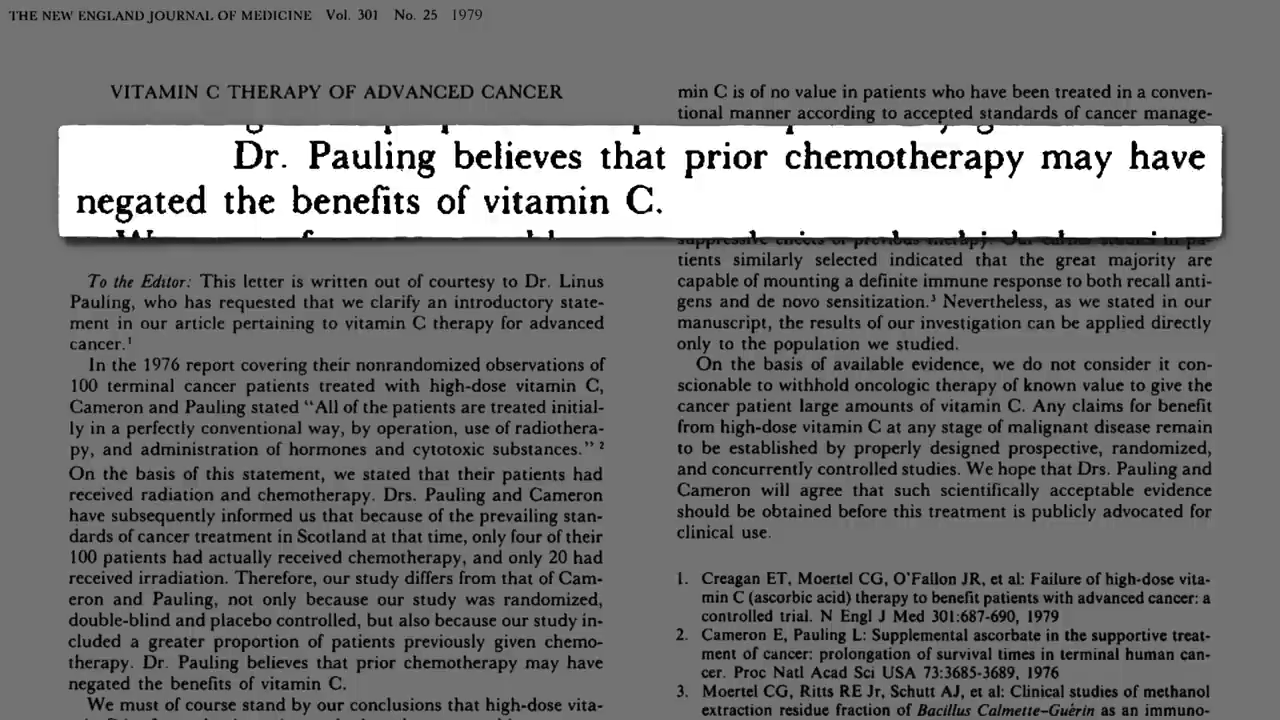 THE NEW ENGLAND JOURNAL OF MEDICINE Vol. 301 No. 25 1979
VITAMIN C THERAPY OF ADVANCED CANCER
Dr. Pauling believes that prior chemotherapy may have
negated the benefits of vitamin C.
To the Editor: This letter is written out of courtesy to Dr. Linus
Pauling, who has requested that we clarify an introductory state-
ment in our article pertaining to vitamin C therapy for advanced
cancer.¹
In the 1976 report covering their nonrandomized observations of
100 terminal cancer patients treated with high-dose vitamin C,
Cameron and Pauling stated "All of the patients are treated initial-
ly in a perfectly conventional way, by operation, use of radiothera-
py, and administration of hormones and cytotoxic substances." ²
On the basis of this statement, we stated that their patients had
received radiation and chemotherapy. Drs. Pauling and Cameron
have subsequently informed us that because of the prevailing stan-
dards of cancer treatment in Scotland at that time, only four of their
100 patients had actually received chemotherapy, and only 20 had
received irradiation. Therefore, our study differs from that of Cam-
eron and Pauling, not only because our study was randomized,
double-blind and placebo controlled, but also because our study in-
cluded a greater proportion of patients previously given chemo-
therapy. Dr. Pauling believes that prior chemotherapy may have
negated the benefits of vitamin C.
We must of course stand by our conclusions that high-dose vita-
min C is of no value in patients who have been treated in a conven-
tional manner according to accepted standards of cancer manage-
suppressive effects of previous therapy. Our earlier studies in pa-
tients similarly selected indicated that the great majority are
capable of mounting a definite immune response to both recall anti-
gens and de novo sensitization.³ Nevertheless, as we stated in our
manuscript, the results of our investigation can be applied directly
only to the population we studied.
On the basis of available evidence, we do not consider it con-
scionable to withhold oncologic therapy of known value to give the
cancer patient large amounts of vitamin C. Any claims for benefit
from high-dose vitamin C at any stage of malignant disease remain
to be established by properly designed prospective, randomized,
and concurrently controlled studies. We hope that Drs. Pauling and
Cameron will agree that such scientifically acceptable evidence
should be obtained before this treatment is publicly advocated for
clinical use.
1. Creagan ET, Moertel CG, O'Fallon JR, et al: Failure of high-dose vita-
min C (ascorbic acid) therapy to benefit patients with advanced cancer: a
controlled trial. N Engl J Med 301:687-690, 1979
2. Cameron E, Pauling L: Supplemental ascorbate in the supportive treat-
ment of cancer: prolongation of survival times in terminal human can-
cer. Proc Natl Acad Sci USA 73:3685-3689, 1976
3. Moertel CG, Ritts RE Jr, Schutt AJ, et al: Clinical studies of methanol
extraction residue fraction of Bacillus Calmette-Guérin as an immuno-